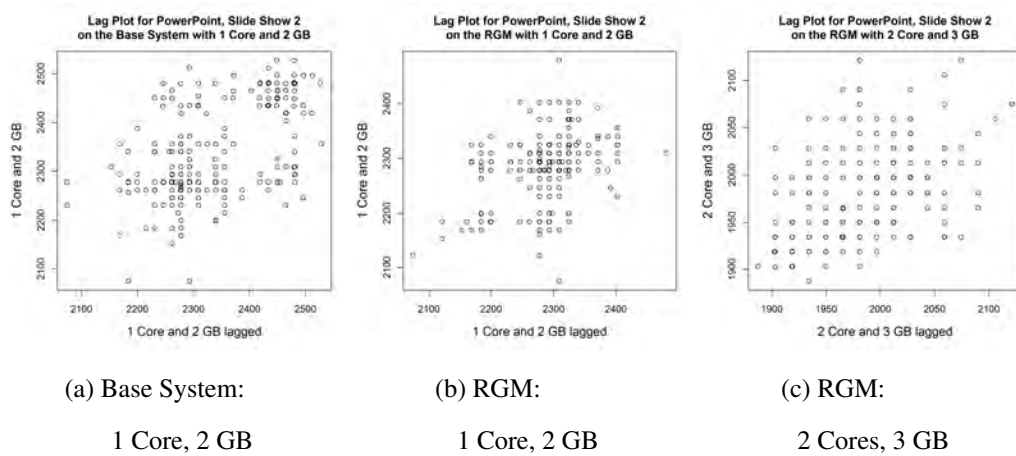 Lag Plot for PowerPoint, Slide Show 2
on the Base System with 1 Core and 2 GB
1 Core and 2 GB
2100 2200 2300 2400 2500
2100 2200 2300 2400 2500
1 Core and 2 GB lagged
Lag Plot for PowerPoint, Slide Show 2
on the RGM with 1 Core and 2 GB
1 Core and 2 GB
2100 2200 2300 2400
2100 2200 2300 2400
1 Core and 2 GB lagged
Lag Plot for PowerPoint, Slide Show 2
on the RGM with 2 Core and 3 GB
2 Core and 3 GB
1900 1950 2000 2050 2100
1900 1950 2000 2050 2100
2 Core and 3 GB lagged
(a) Base System:
1 Core, 2 GB
(b) RGM:
1 Core, 2 GB
(c) RGM:
2 Cores, 3 GB